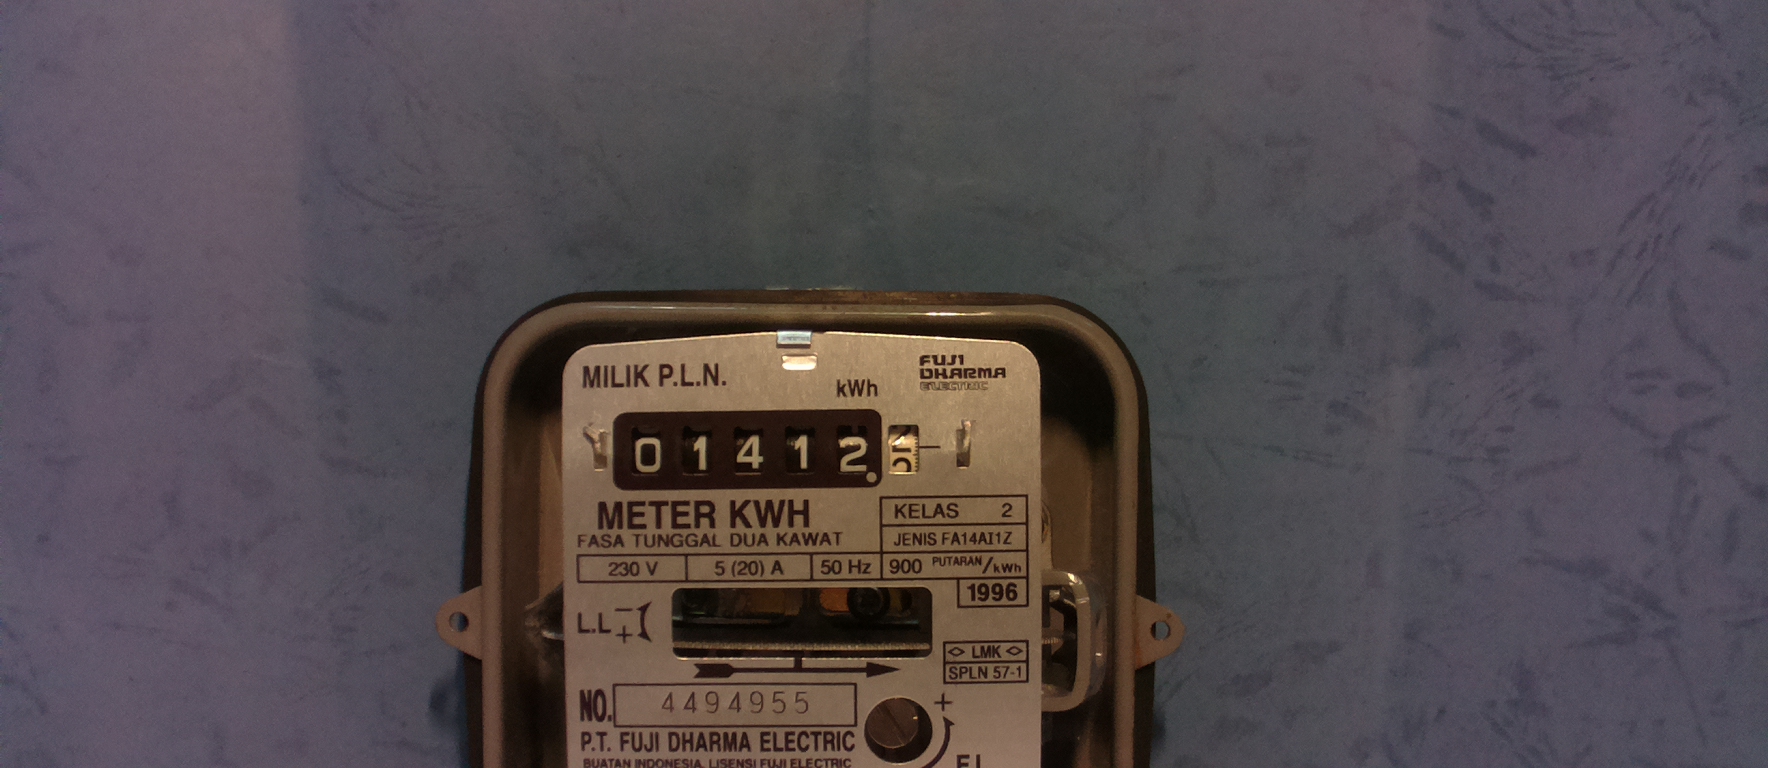 MILIK P.L.N.
FUJI
DHARMA
ELECTRIC
kWh
01412.
METER KWH
FASA TUNGGAL DUA KAWAT
KELAS 2
JENIS FA14AI1Z
230 V 5 (20) A 50 Hz 900 PUTARAN/kWh
1996
L.L − +
LMK
SPLN 57-1
NO. 4494955
+
P.T. FUJI DHARMA ELECTRIC
BUATAN INDONESIA, LISENSI FUJI ELECTRIC